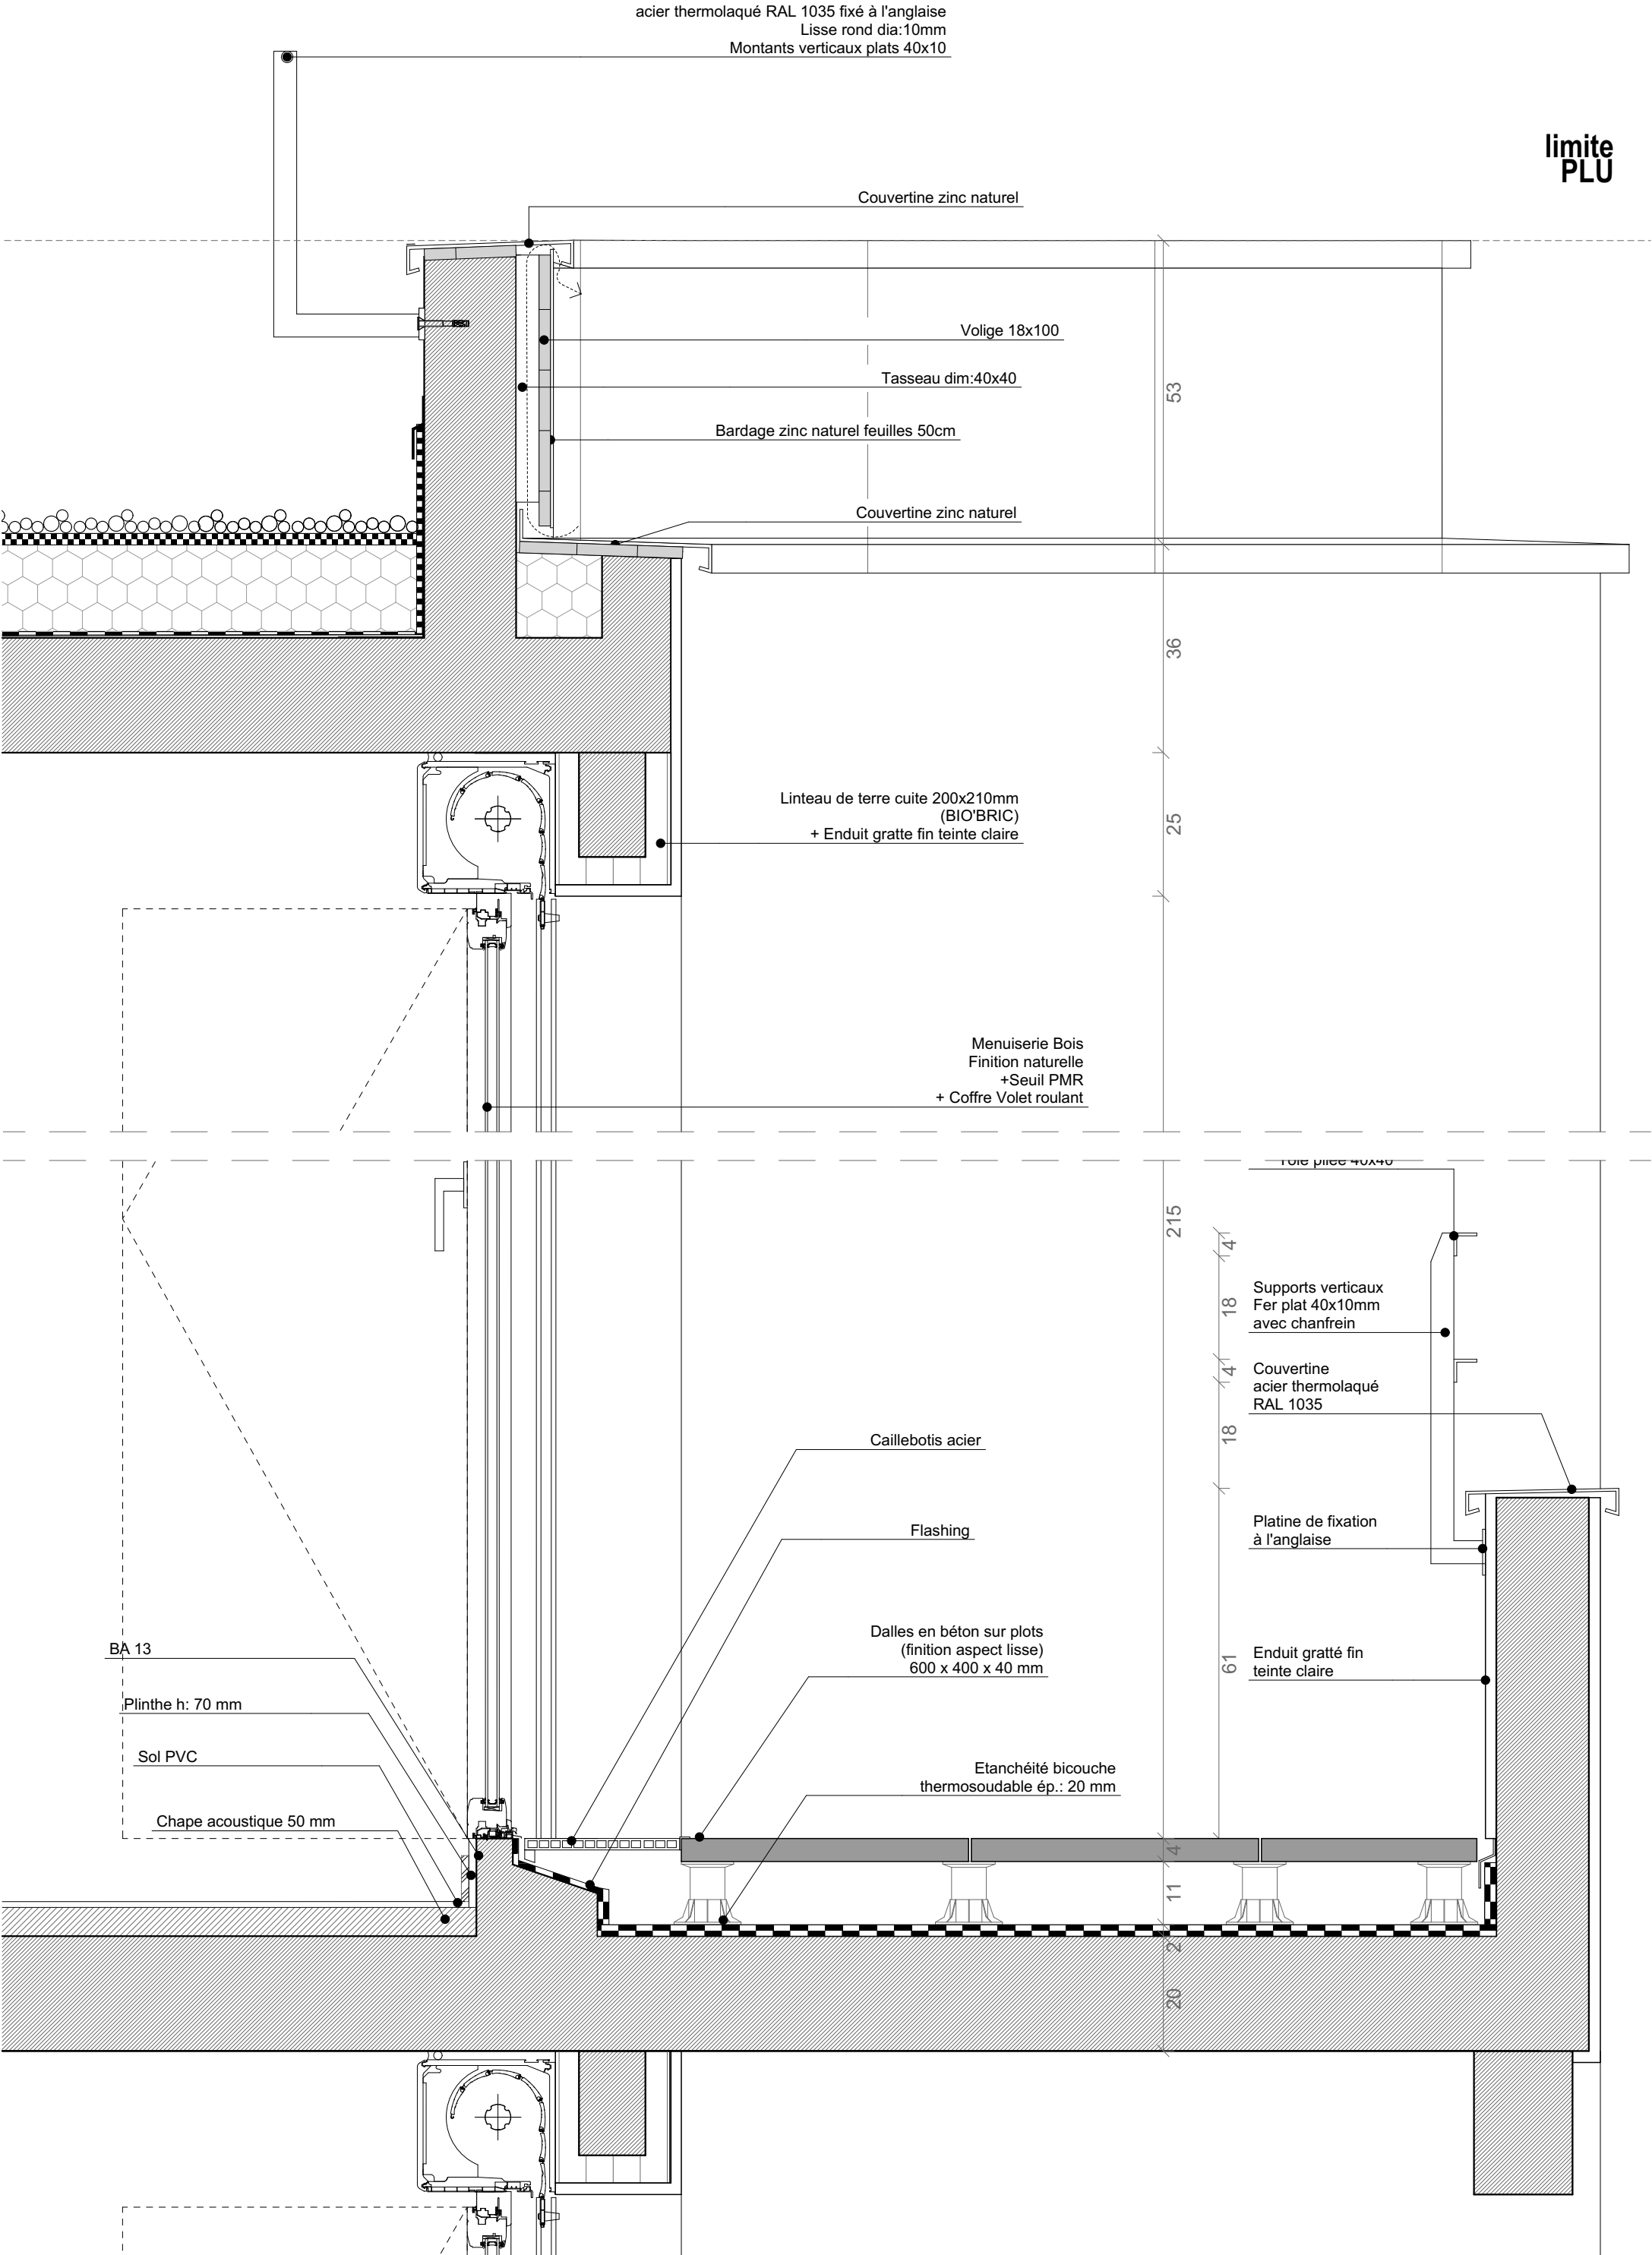 acier thermolaqué RAL 1035 fixé à l'anglaise
Lisse rond dia:10mm
Montants verticaux plats 40x10
limite
PLU
Couvertine zinc naturel
Volige 18x100
Tasseau dim:40x40
53
Bardage zinc naturel feuilles 50cm
Couvertine zinc naturel
36
Linteau de terre cuite 200x210mm
(BIO'BRIC)
+ Enduit gratte fin teinte claire
25
Menuiserie Bois
Finition naturelle
+Seuil PMR
+ Coffre Volet roulant
Tole pliée 40x40
215
4
Supports verticaux
Fer plat 40x10mm
avec chanfrein
18
4
Couvertine
acier thermolaqué
RAL 1035
18
Caillebotis acier
Flashing
Platine de fixation
à l'anglaise
Dalles en béton sur plots
(finition aspect lisse)
600 x 400 x 40 mm
61
Enduit gratté fin
teinte claire
BA 13
Plinthe h: 70 mm
Sol PVC
Chape acoustique 50 mm
Etanchéité bicouche
thermosoudable ép.: 20 mm
4
11
2
20